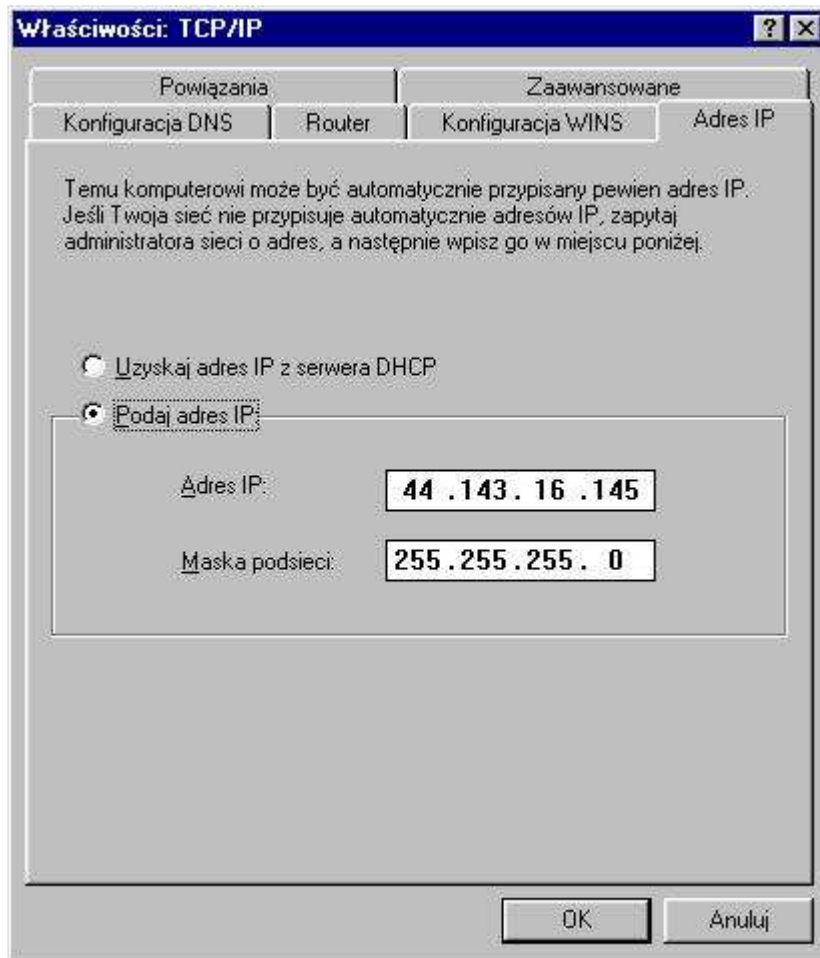 Właściwości: TCP/IP
Powiązania Zaawansowane
Konfiguracja DNS Router Konfiguracja WINS Adres IP
Temu komputerowi może być automatycznie przypisany pewien adres IP.
Jeśli Twoja sieć nie przypisuje automatycznie adresów IP, zapytaj
administratora sieci o adres, a następnie wpisz go w miejscu poniżej.
Uzyskaj adres IP z serwera DHCP
Podaj adres IP:
Adres IP: 44 .143. 16 .145
Maska podsieci: 255.255.255. 0
OK Anuluj